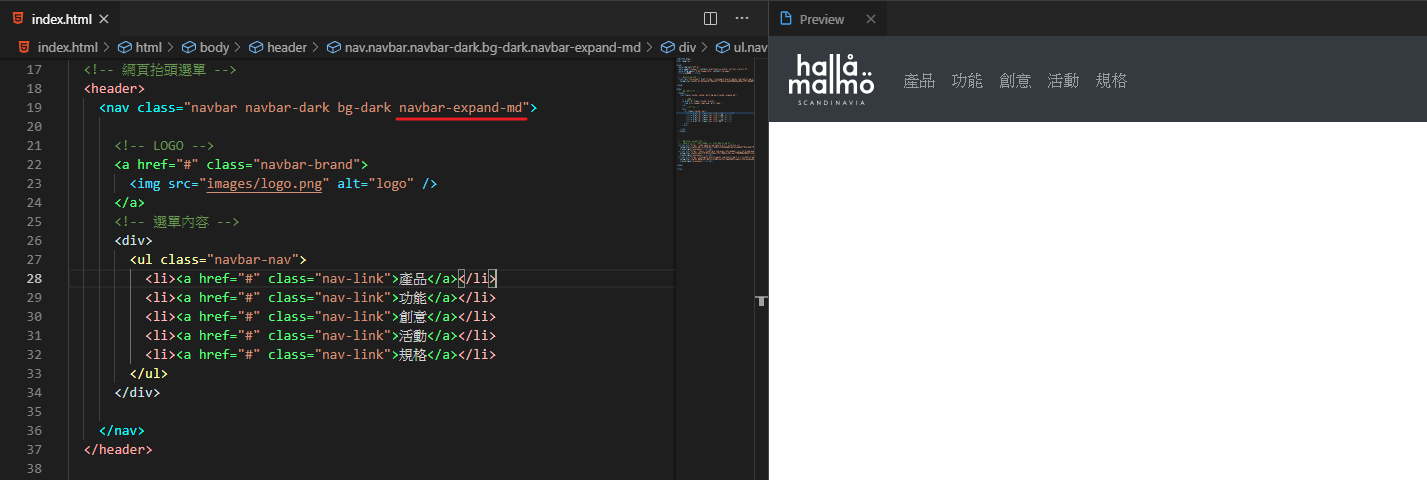 index.html
index.html > html > body > header > nav.navbar.navbar-dark.bg-dark.navbar-expand-md > div > ul.nav
17 <!-- 網頁抬頭選單 -->
18 <header>
19 <nav class="navbar navbar-dark bg-dark navbar-expand-md">
20
21 <!-- LOGO -->
22 <a href="#" class="navbar-brand">
23 <img src="images/logo.png" alt="logo" />
24 </a>
25 <!-- 選單內容 -->
26 <div>
27 <ul class="navbar-nav">
28 <li><a href="#" class="nav-link">產品</a></li>
29 <li><a href="#" class="nav-link">功能</a></li>
30 <li><a href="#" class="nav-link">創意</a></li>
31 <li><a href="#" class="nav-link">活動</a></li>
32 <li><a href="#" class="nav-link">規格</a></li>
33 </ul>
34 </div>
35
36 </nav>
37 </header>
38
Preview
hallå
malmö
SCANDINAVIA
產品 功能 創意 活動 規格